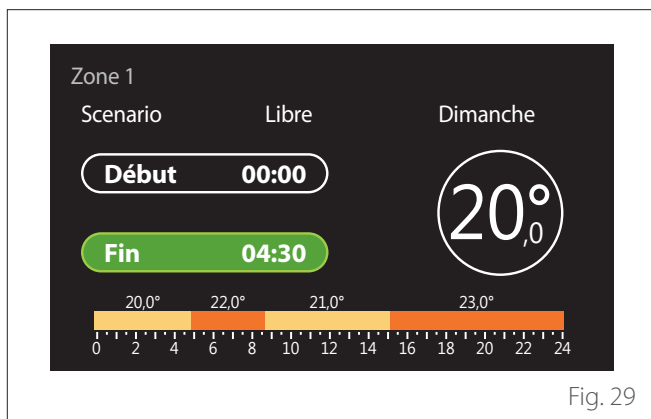 Zone 1
Scenario Libre Dimanche
Début 00:00
20°,0
Fin 04:30
20,0° 22,0° 21,0° 23,0°
0 2 4 6 8 10 12 14 16 18 20 22 24
Fig. 29